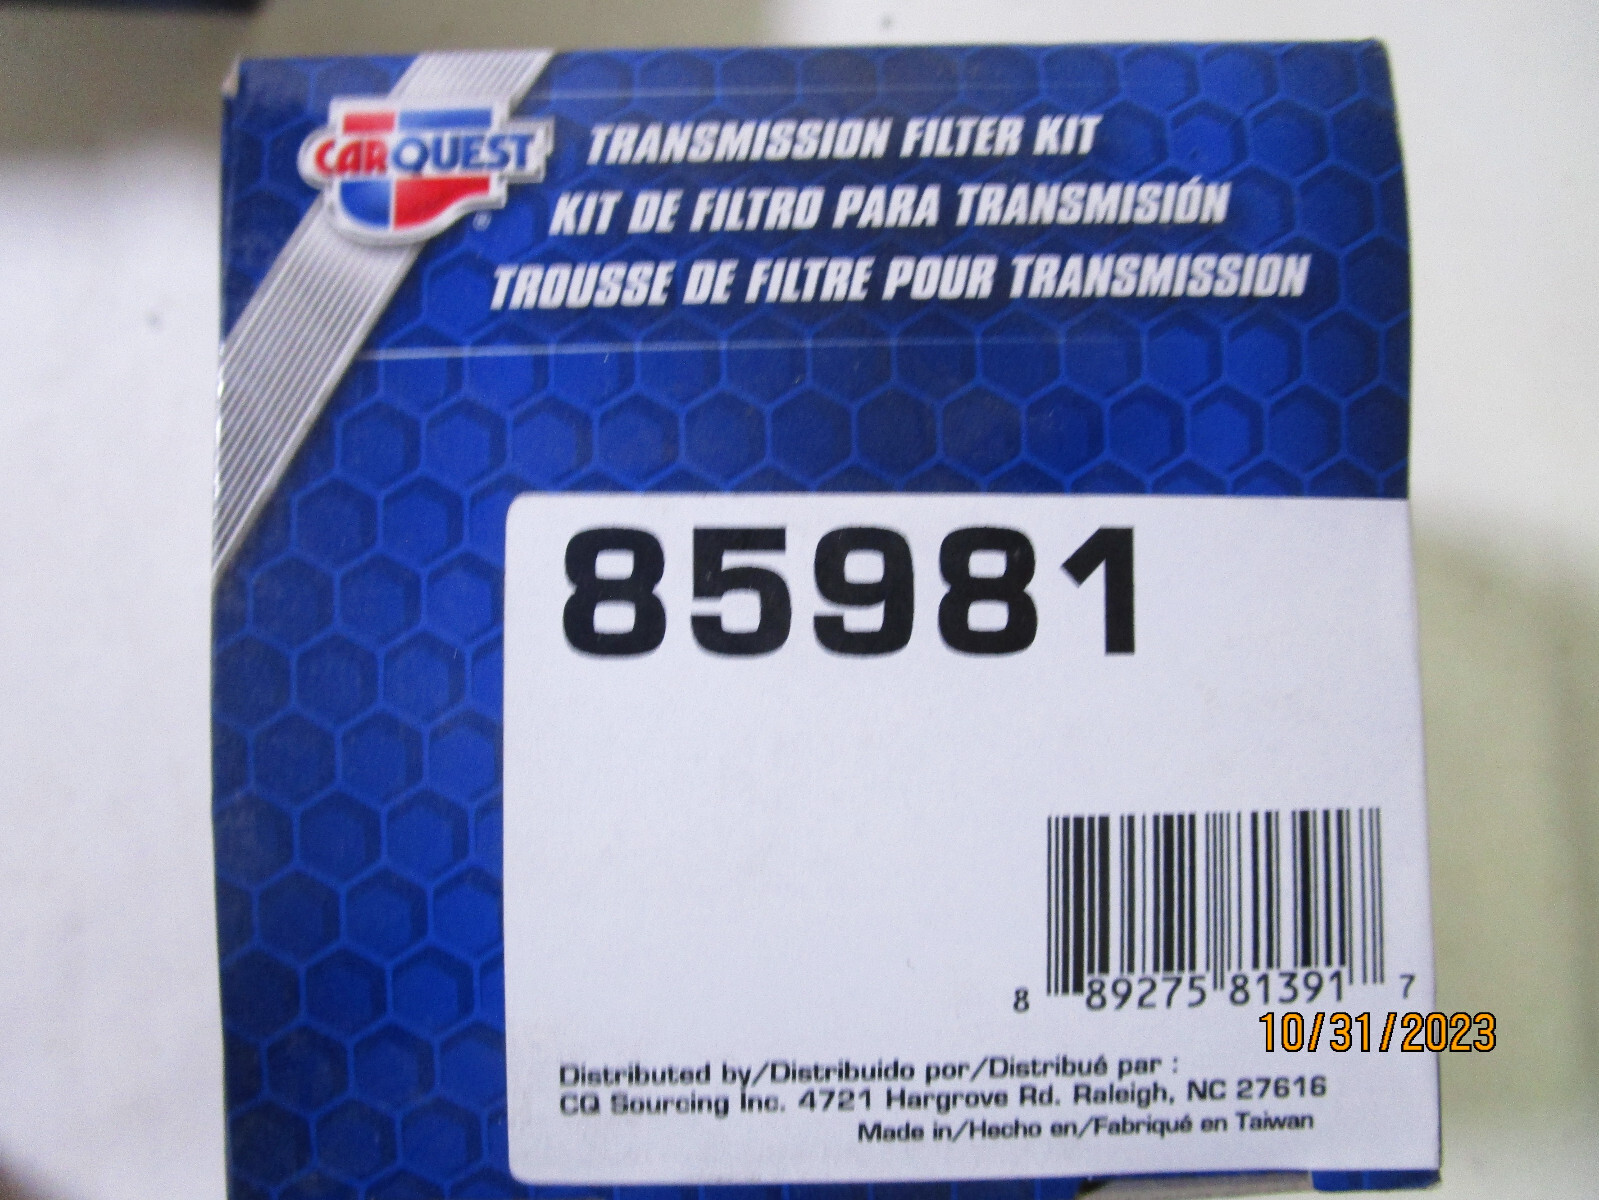 CARQUEST ®
TRANSMISSION FILTER KIT
KIT DE FILTRO PARA TRANSMISIÓN
TROUSSE DE FILTRE POUR TRANSMISSION
85981
8 89275 81391 7
10/31/2023
Distributed by/Distribuido por/Distribué par :
CQ Sourcing Inc. 4721 Hargrove Rd. Raleigh, NC 27616
Made in/Hecho en/Fabriqué en Taiwan